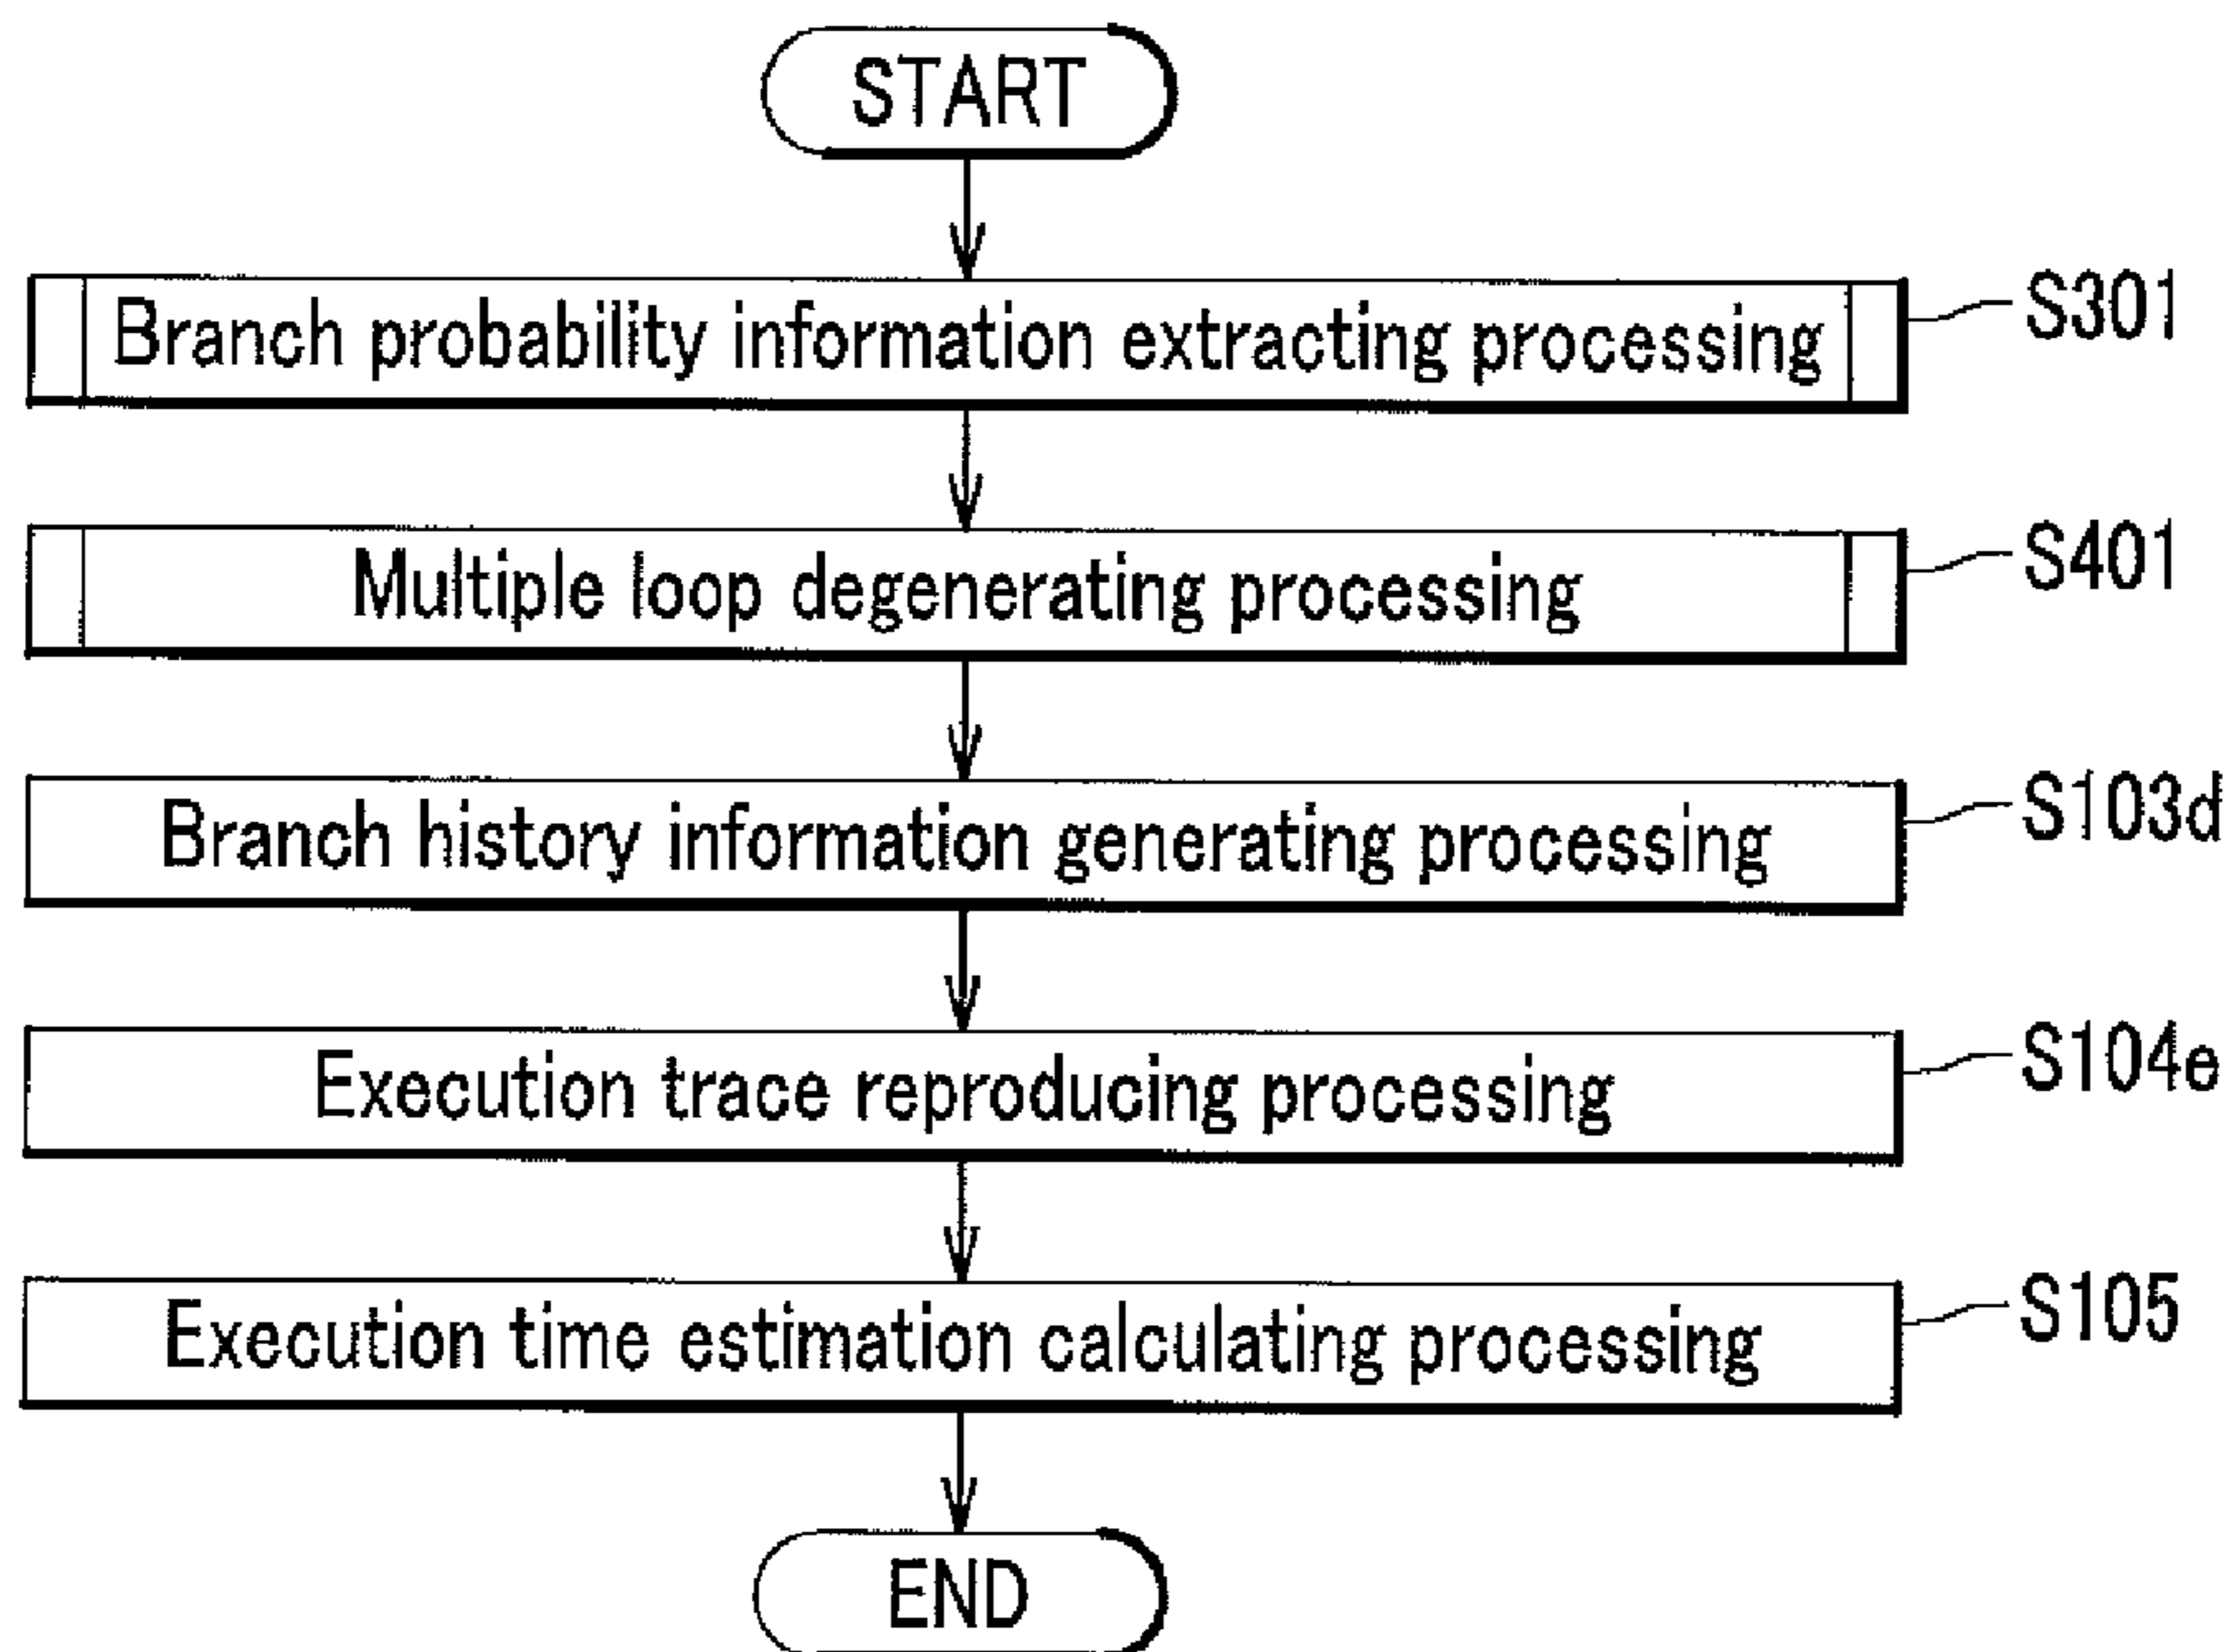 START
Branch probability information extracting processing S301
Multiple loop degenerating processing S401
Branch history information generating processing S103d
Execution trace reproducing processing S104e
Execution time estimation calculating processing S105
END